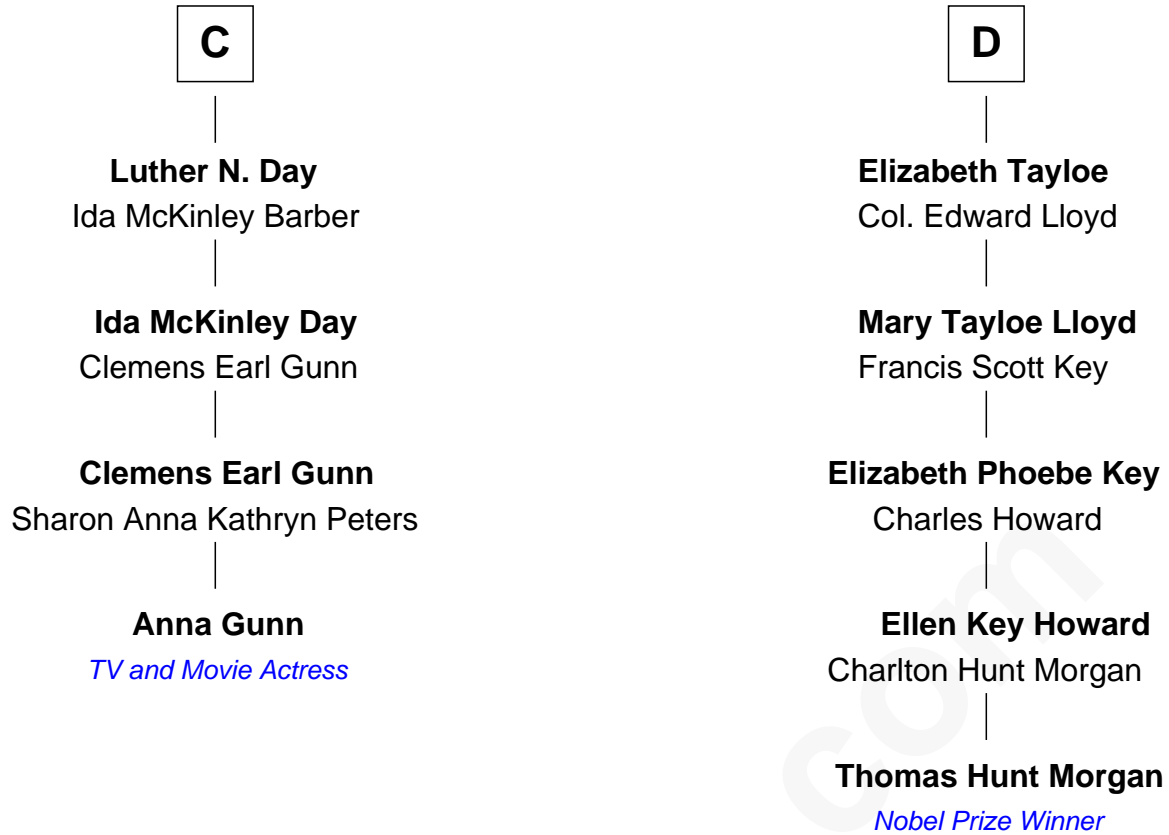 C
Luther N. Day
Ida McKinley Barber
Ida McKinley Day
Clemens Earl Gunn
Clemens Earl Gunn
Sharon Anna Kathryn Peters
Anna Gunn
TV and Movie Actress
D
Elizabeth Tayloe
Col. Edward Lloyd
Mary Tayloe Lloyd
Francis Scott Key
Elizabeth Phoebe Key
Charles Howard
Ellen Key Howard
Charlton Hunt Morgan
Thomas Hunt Morgan
Nobel Prize Winner
com